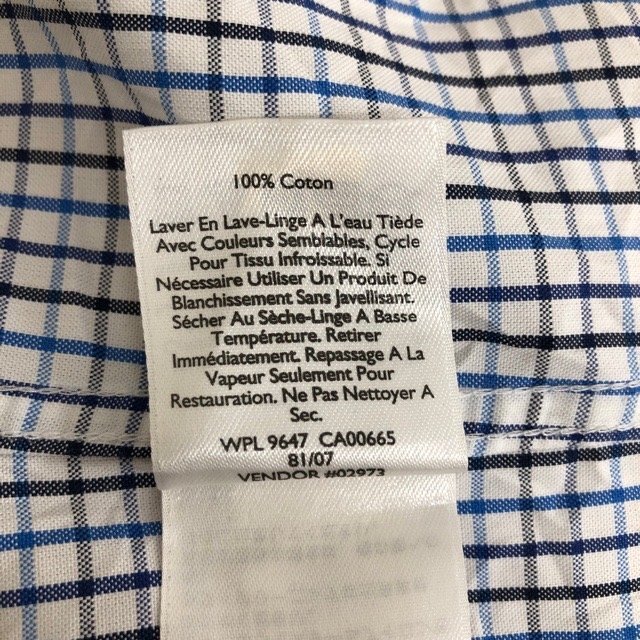 100% Coton
Laver En Lave-Linge A L'eau Tiède
Avec Couleurs Semblables, Cycle
Pour Tissu Infroissable. Si
Nécessaire Utiliser Un Produit De
Blanchissement Sans Javellisant.
Sécher Au Sèche-Linge A Basse
Température. Retirer
Immédiatement. Repassage A La
Vapeur Seulement Pour
Restauration. Ne Pas Nettoyer A
Sec.
WPL 9647 CA00665
81/07
VENDOR #02973